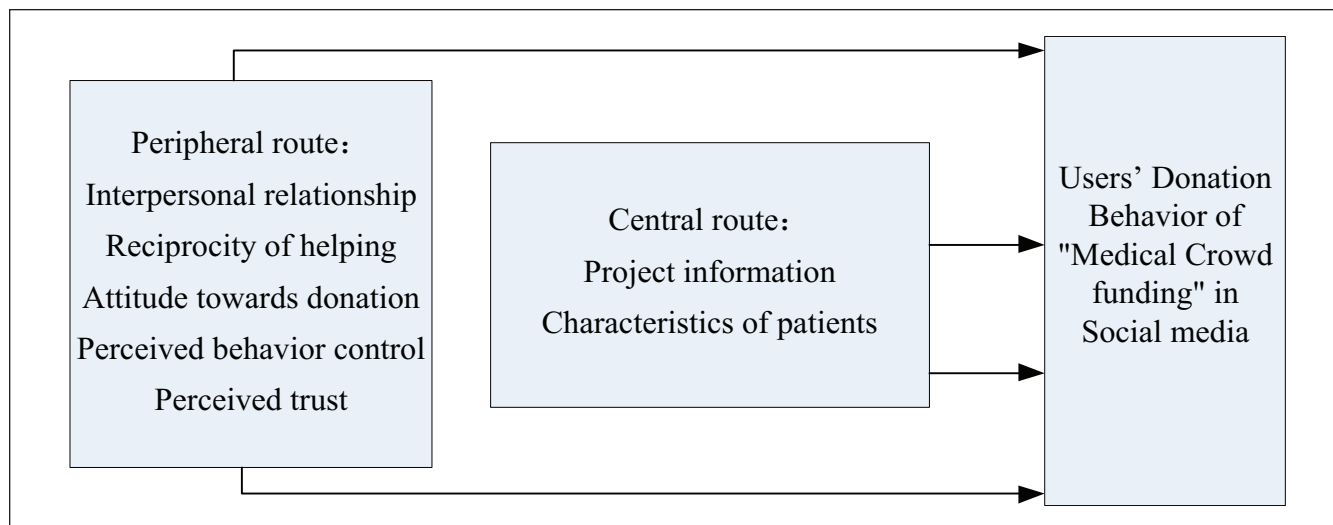 Peripheral route：
Interpersonal relationship
Reciprocity of helping
Attitude towards donation
Perceived behavior control
Perceived trust
Central route：
Project information
Characteristics of patients
Users’ Donation
Behavior of
"Medical Crowd
funding" in
Social media